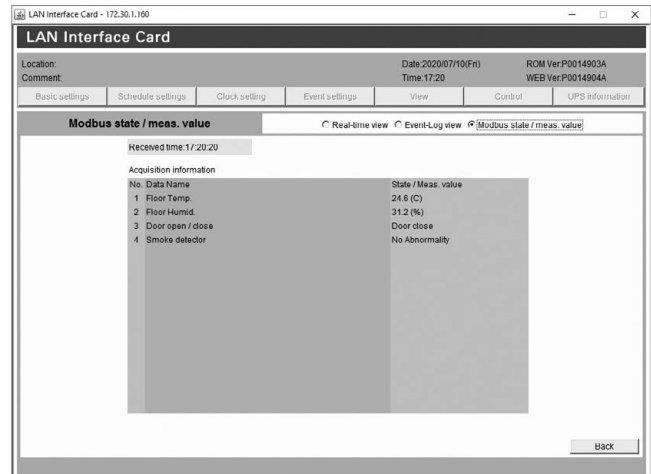 LAN Interface Card - 172.30.1.160
LAN Interface Card
Location: Date:2020/07/10(Fri) ROM Ver:P0014903A
Comment: Time:17:20 WEB Ver:P0014904A
Basic settings Schedule settings Clock setting Event settings View Control UPS information
Modbus state / meas. value Real-time view Event-Log view Modbus state / meas. value
Received time:17:20:20
Acquisition information
No. Data Name State / Meas. value
1 Floor Temp. 24.6 (C)
2 Floor Humid. 31.2 (%)
3 Door open / close Door close
4 Smoke detector No Abnormality
Back